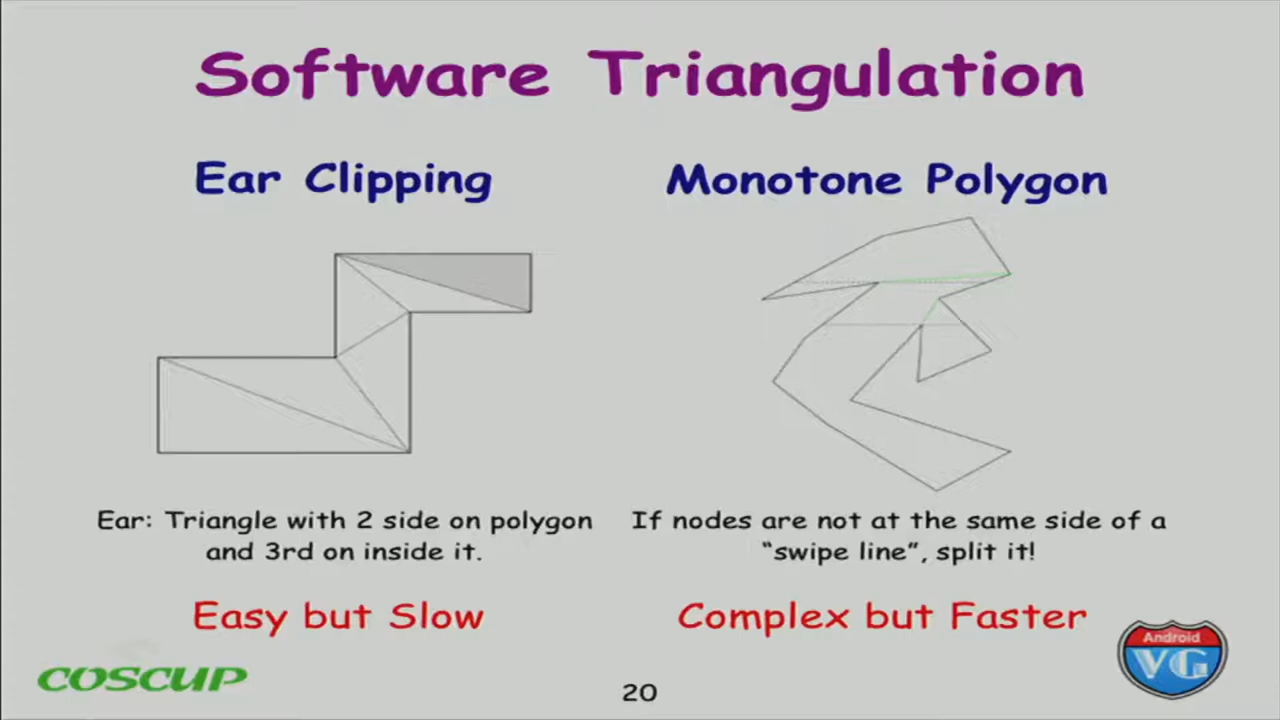 Software Triangulation
Ear Clipping
Monotone Polygon
Ear: Triangle with 2 side on polygon
and 3rd on inside it.
If nodes are not at the same side of a
“swipe line”, split it!
Easy but Slow
Complex but Faster
COSCUP
20
Android
VG